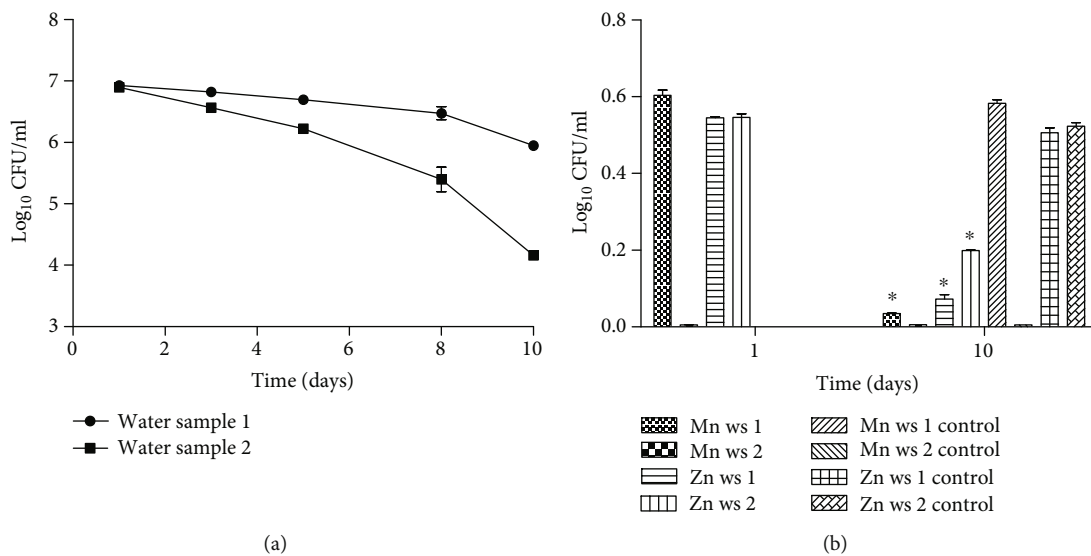 8
7
6
5
4
3
Log10 CFU/ml
0 2 4 6 8 10
Time (days)
Water sample 1
Water sample 2
(a)
0.8
0.6
0.4
0.2
0.0
Log10 CFU/ml
* * *
1 10
Time (days)
Mn ws 1
Mn ws 2
Zn ws 1
Zn ws 2
Mn ws 1 control
Mn ws 2 control
Zn ws 1 control
Zn ws 2 control
(b)